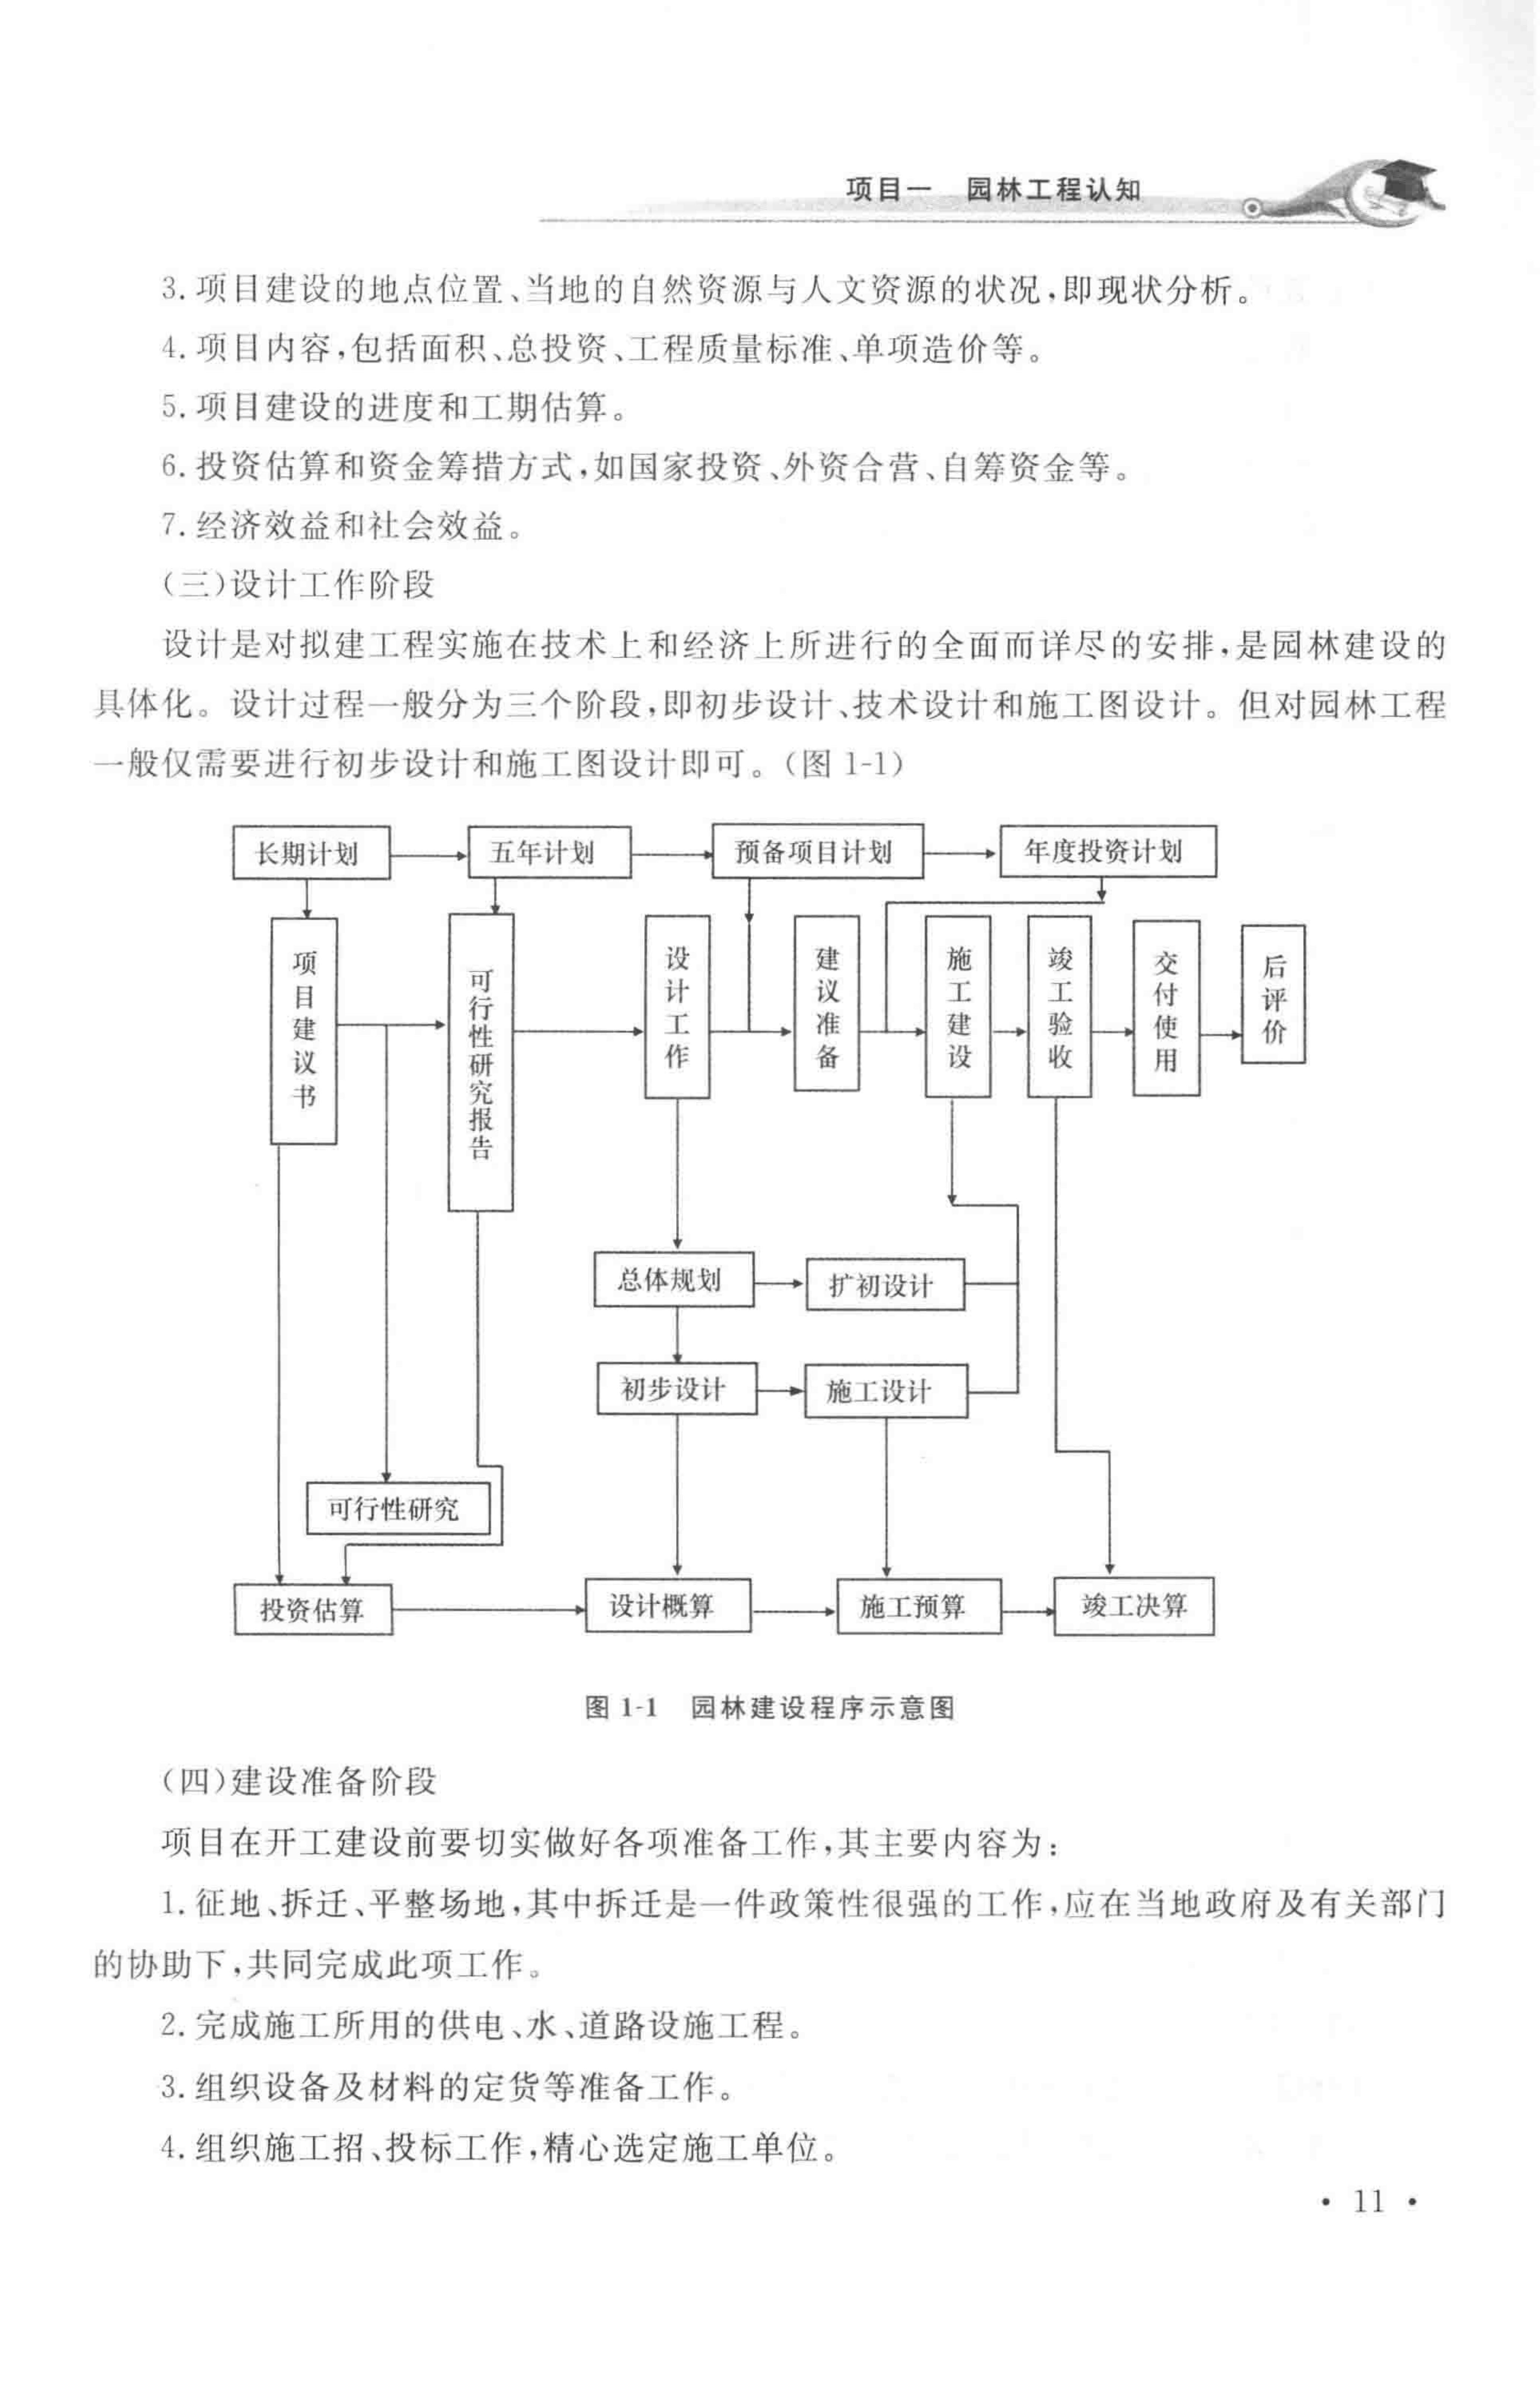 项目一　园林工程认知
3.项目建设的地点位置、当地的自然资源与人文资源的状况,即现状分析。
4.项目内容,包括面积、总投资、工程质量标准、单项造价等。
5.项目建设的进度和工期估算。
6.投资估算和资金筹措方式,如国家投资、外资合营、自筹资金等。
7.经济效益和社会效益。
(三)设计工作阶段
设计是对拟建工程实施在技术上和经济上所进行的全面而详尽的安排,是园林建设的
具体化。设计过程一般分为三个阶段,即初步设计、技术设计和施工图设计。但对园林工程
一般仅需要进行初步设计和施工图设计即可。(图 1-1)
长期计划
五年计划
预备项目计划
年度投资计划
项目建议书
可行性研究报告
设计工作
建议准备
施工建设
竣工验收
交付使用
后评价
总体规划
扩初设计
初步设计
施工设计
可行性研究
投资估算
设计概算
施工预算
竣工决算
图 1-1　园林建设程序示意图
(四)建设准备阶段
项目在开工建设前要切实做好各项准备工作,其主要内容为:
1.征地、拆迁、平整场地,其中拆迁是一件政策性很强的工作,应在当地政府及有关部门
的协助下,共同完成此项工作。
2.完成施工所用的供电、水、道路设施工程。
3.组织设备及材料的定货等准备工作。
4.组织施工招、投标工作,精心选定施工单位。
• 11 •